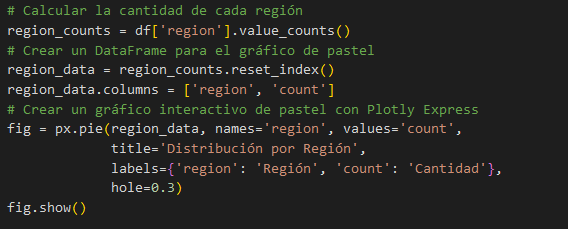 # Calcular la cantidad de cada región
region_counts = df['region'].value_counts()
# Crear un DataFrame para el gráfico de pastel
region_data = region_counts.reset_index()
region_data.columns = ['region', 'count']
# Crear un gráfico interactivo de pastel con Plotly Express
fig = px.pie(region_data, names='region', values='count',
             title='Distribución por Región',
             labels={'region': 'Región', 'count': 'Cantidad'},
             hole=0.3)
fig.show()